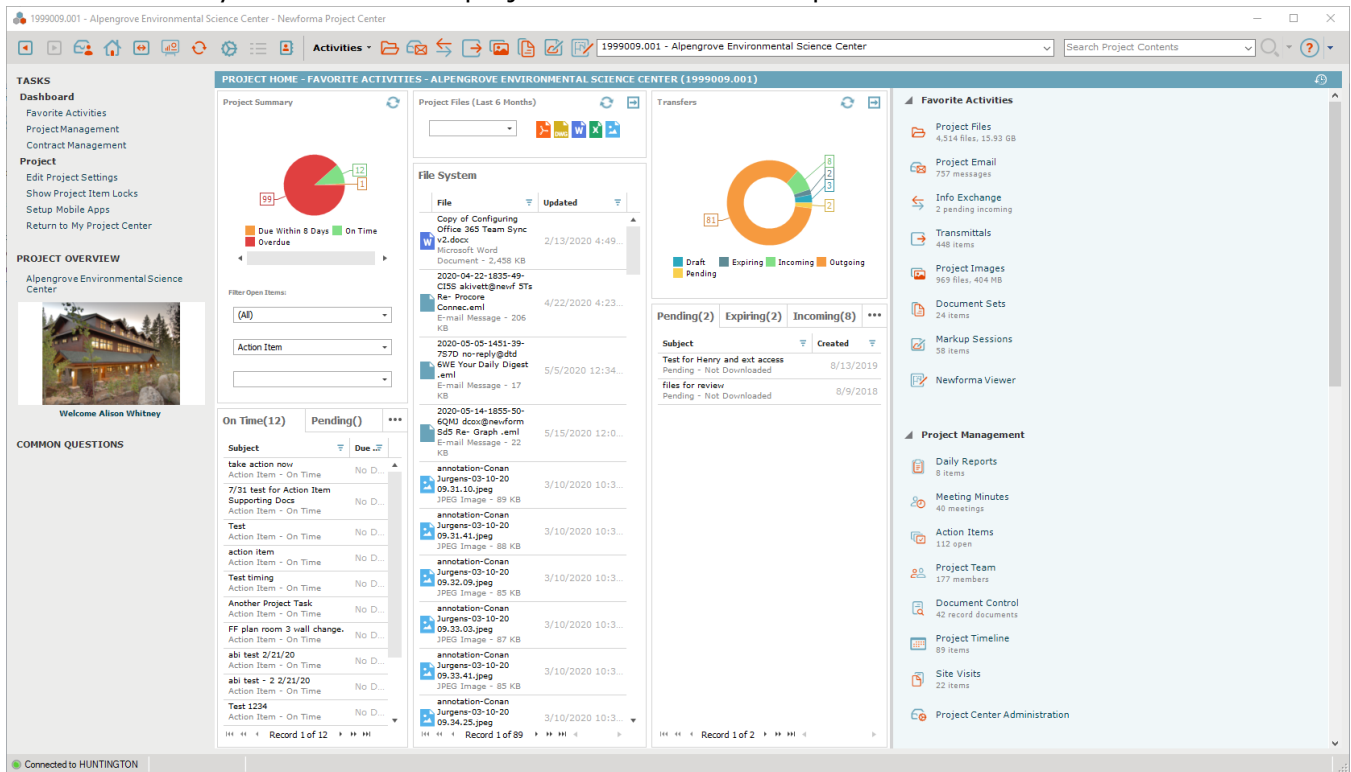 1999009.001 - Alpengrove Environmental Science Center - Newforma Project Center
Activities
1999009.001 - Alpengrove Environmental Science Center
Search Project Contents
TASKS
Dashboard
Favorite Activities
Project Management
Contract Management
Project
Edit Project Settings
Show Project Item Locks
Setup Mobile Apps
Return to My Project Center
PROJECT OVERVIEW
Alpengrove Environmental Science
Center
Welcome Alison Whitney
COMMON QUESTIONS
PROJECT HOME - FAVORITE ACTIVITIES - ALPENGROVE ENVIRONMENTAL SCIENCE CENTER (1999009.001)
Project Summary
12
1
99
Due Within 8 Days
On Time
Overdue
Filter Open Items:
(All)
Action Item
On Time(12)
Pending()
•••
Subject
Due ..
take action now
Action Item - On Time
No D...
7/31 test for Action Item
Supporting Docs
Action Item - On Time
No D...
Test
Action Item - On Time
No D...
action item
Action Item - On Time
No D...
Test timing
Action Item - On Time
No D...
Another Project Task
Action Item - On Time
No D...
FF plan room 3 wall change.
Action Item - On Time
No D...
abi test 2/21/20
Action Item - On Time
No D...
abi test - 2 2/21/20
Action Item - On Time
No D...
Test 1234
Action Item - On Time
No D...
Record 1 of 12
Project Files (Last 6 Months)
DWG
W
X
File System
File
Updated
Copy of Configuring
Office 365 Team Sync
v2.docx
Microsoft Word
Document - 2,458 KB
2/13/2020 4:49...
2020-04-22-1835-49-
CI5S akivett@newf 5Ts
Re- Procore
Connec.eml
E-mail Message - 206
KB
4/22/2020 4:23...
2020-05-05-1451-39-
7S7D no-reply@dtd
6WE Your Daily Digest
.eml
E-mail Message - 17
KB
5/5/2020 12:34...
2020-05-14-1855-50-
6QMJ dcox@newform
Sd5 Re- Graph .eml
E-mail Message - 22
KB
5/15/2020 12:0...
annotation-Conan
Jurgens-03-10-20
09.31.10.jpeg
JPEG Image - 89 KB
3/10/2020 10:3...
annotation-Conan
Jurgens-03-10-20
09.31.41.jpeg
JPEG Image - 88 KB
3/10/2020 10:3...
annotation-Conan
Jurgens-03-10-20
09.32.09.jpeg
JPEG Image - 85 KB
3/10/2020 10:3...
annotation-Conan
Jurgens-03-10-20
09.33.03.jpeg
JPEG Image - 87 KB
3/10/2020 10:3...
annotation-Conan
Jurgens-03-10-20
09.33.41.jpeg
JPEG Image - 85 KB
3/10/2020 10:3...
annotation-Conan
Jurgens-03-10-20
09.34.25.jpeg
3/10/2020 10:3...
Record 1 of 89
Transfers
8
2
3
2
81
Draft
Expiring
Incoming
Outgoing
Pending
Pending(2)
Expiring(2)
Incoming(8)
•••
Subject
Created
Test for Henry and ext access
Pending - Not Downloaded
8/13/2019
files for review
Pending - Not Downloaded
8/9/2018
Record 1 of 2
Favorite Activities
Project Files
4,514 files, 15.93 GB
Project Email
757 messages
Info Exchange
2 pending incoming
Transmittals
448 items
Project Images
969 files, 404 MB
Document Sets
24 items
Markup Sessions
58 items
Newforma Viewer
Project Management
Daily Reports
8 items
Meeting Minutes
40 meetings
Action Items
112 open
Project Team
177 members
Document Control
42 record documents
Project Timeline
89 items
Site Visits
22 items
Project Center Administration
Connected to HUNTINGTON